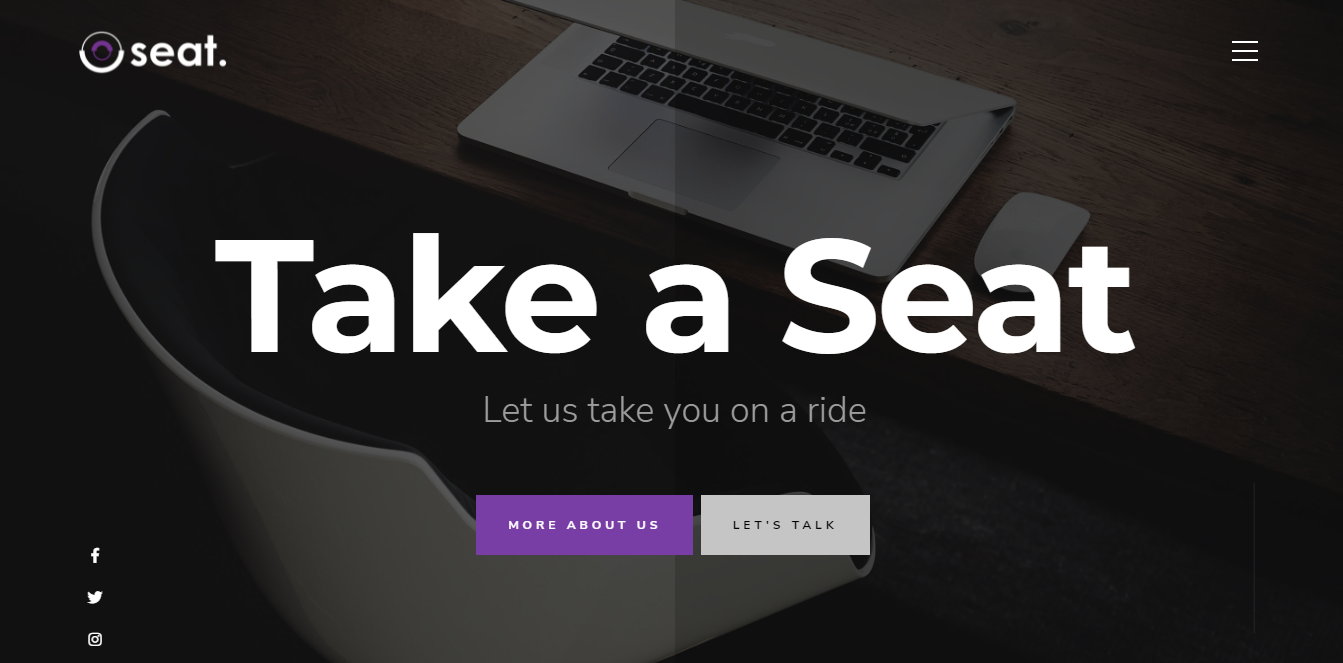 seat.
Take a Seat
Let us take you on a ride
MORE ABOUT US
LET'S TALK